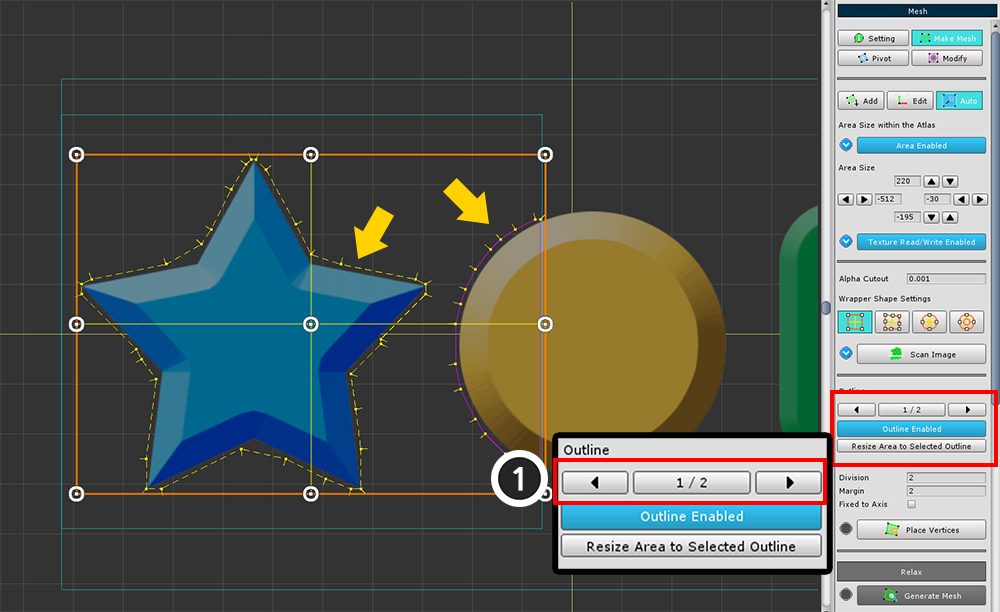 Mesh
Setting
Make Mesh
Pivot
Modify
Add
Edit
Auto
Area Size within the Atlas
Area Enabled
Area Size
220
-512
-30
-195
Texture Read/Write Enabled
Alpha Cutout
0.001
Wrapper Shape Settings
Scan Image
Outline
1 / 2
Outline Enabled
Resize Area to Selected Outline
Division
2
Margin
2
Fixed to Axis
Place Vertices
Relax
Generate Mesh
1
Outline
1 / 2
Outline Enabled
Resize Area to Selected Outline